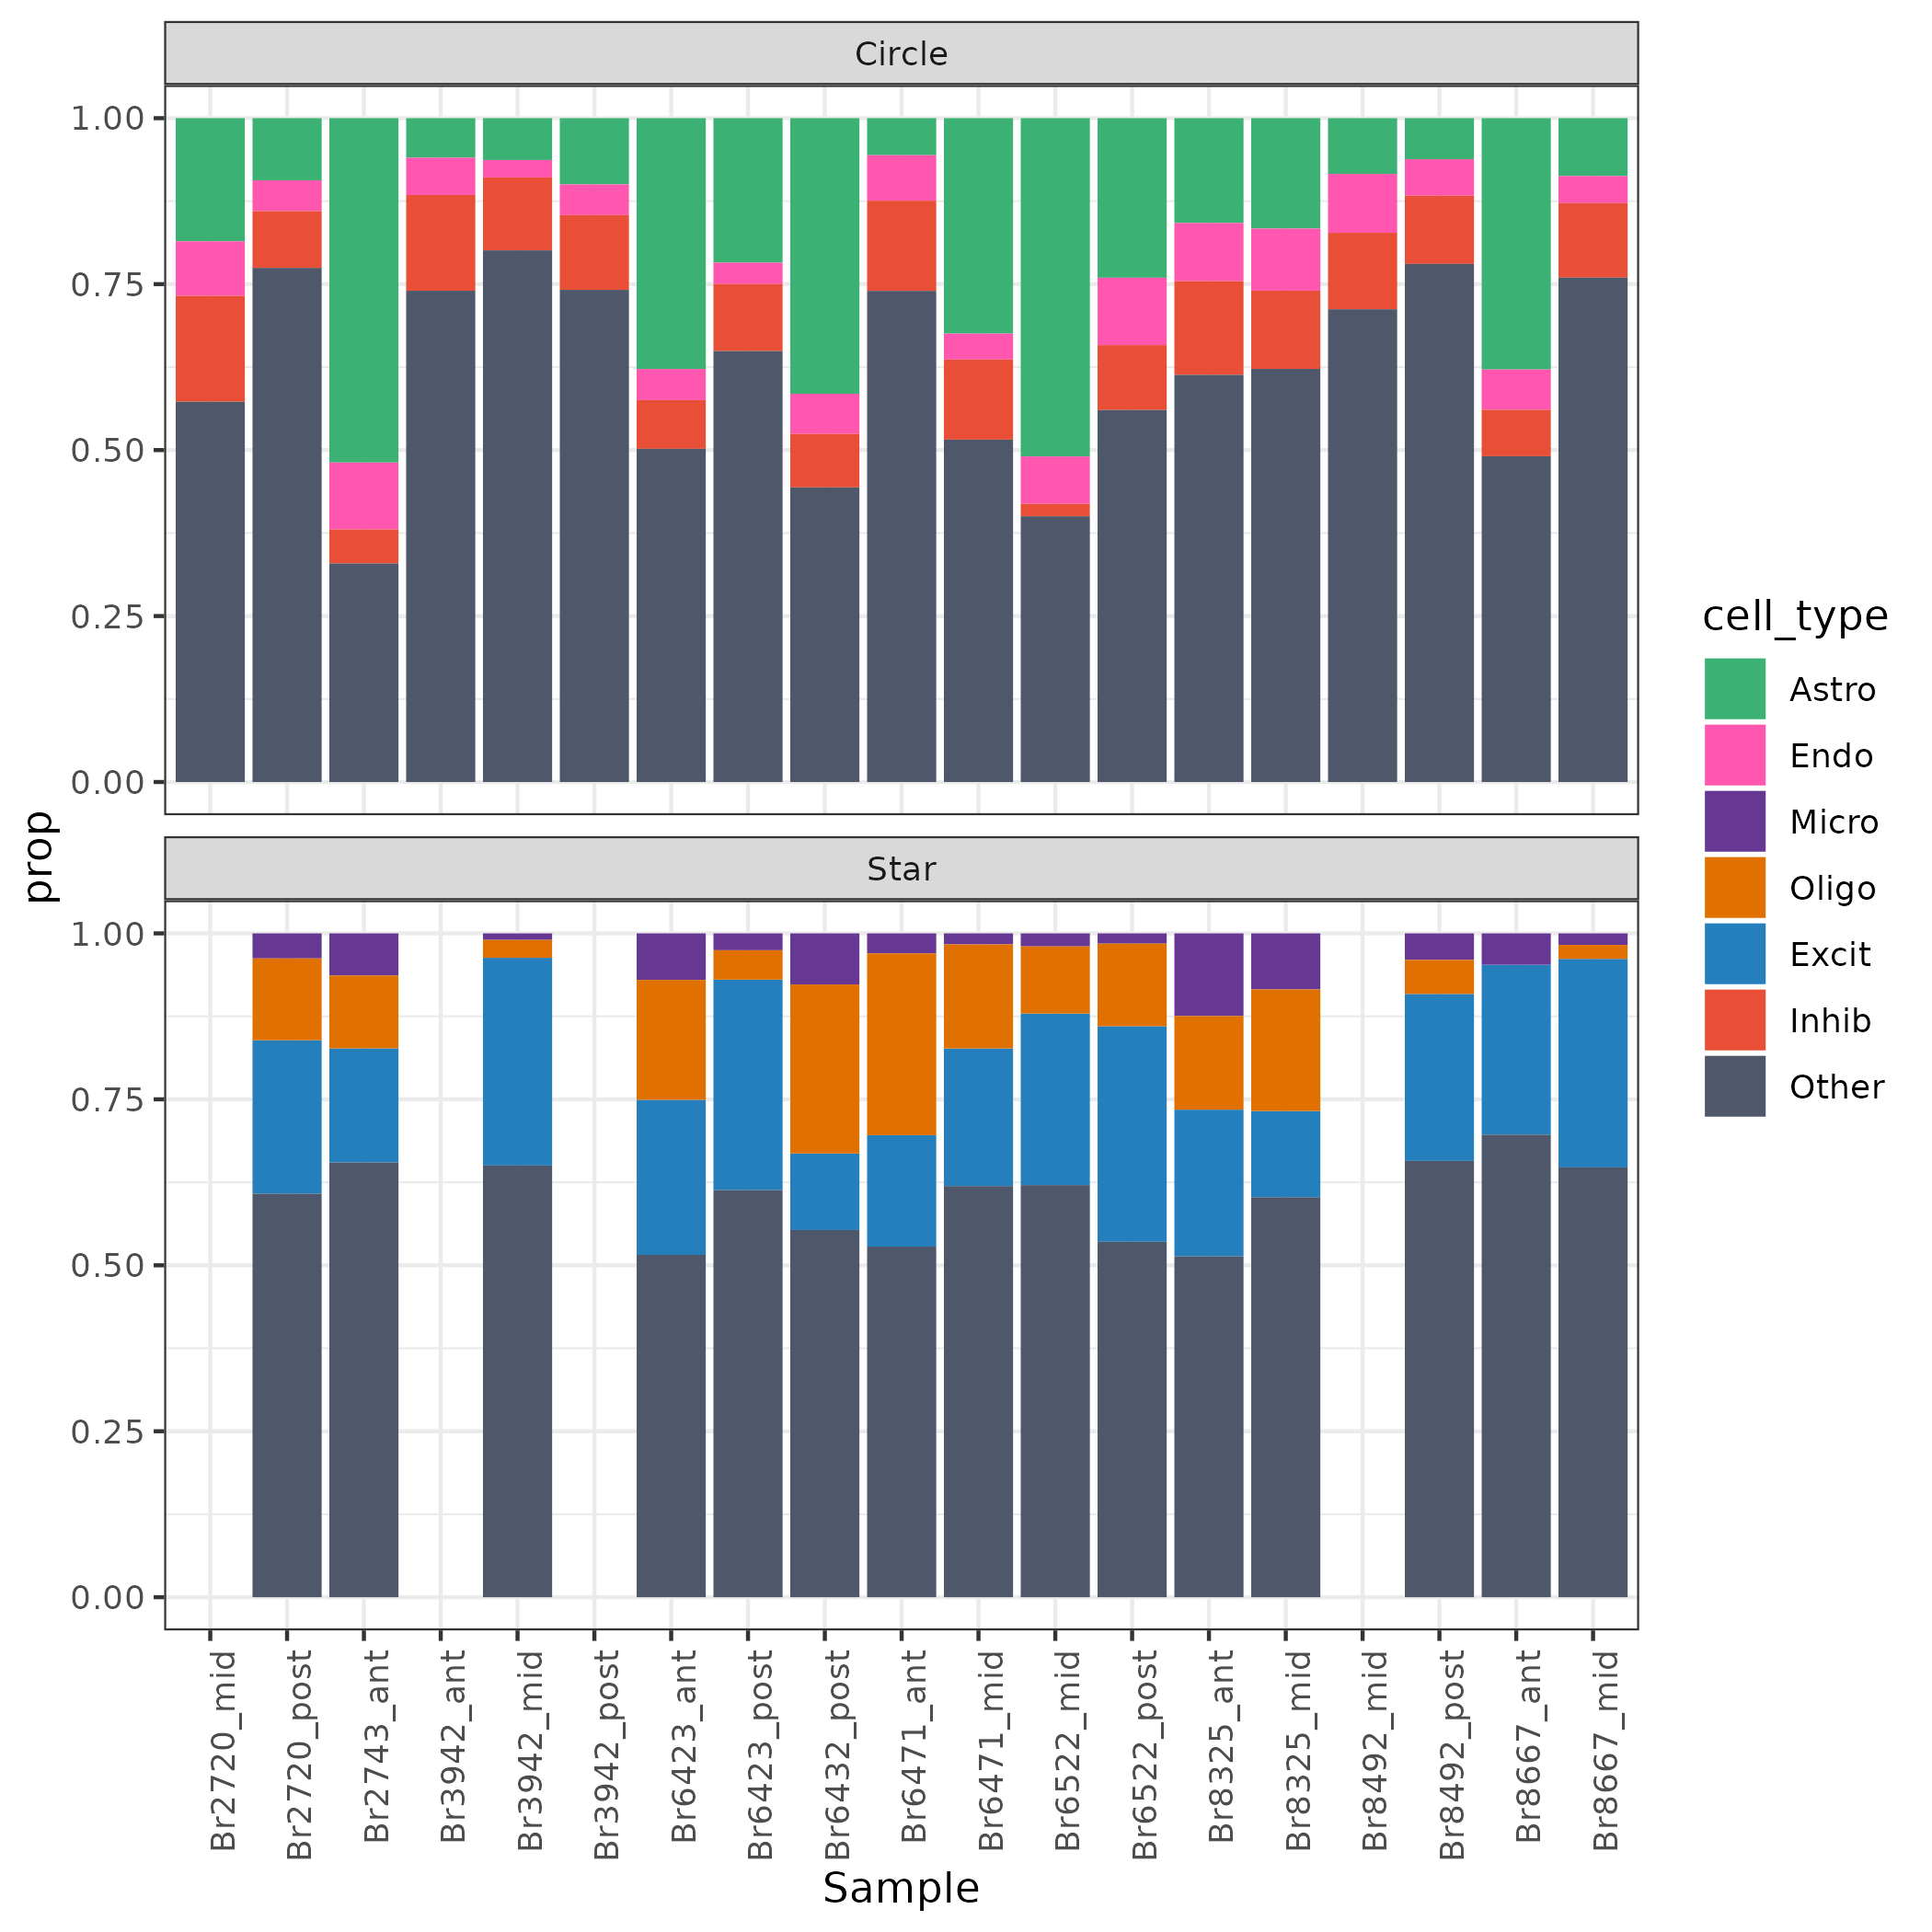 Circle
1.00
0.75
0.50
0.25
0.00
prop
Star
1.00
0.75
0.50
0.25
0.00
Br2720_mid
Br2720_post
Br2743_ant
Br3942_ant
Br3942_mid
Br3942_post
Br6423_ant
Br6423_post
Br6432_post
Br6471_ant
Br6471_mid
Br6522_mid
Br6522_post
Br8325_ant
Br8325_mid
Br8492_mid
Br8492_post
Br8667_ant
Br8667_mid
Sample
cell_type
Astro
Endo
Micro
Oligo
Excit
Inhib
Other